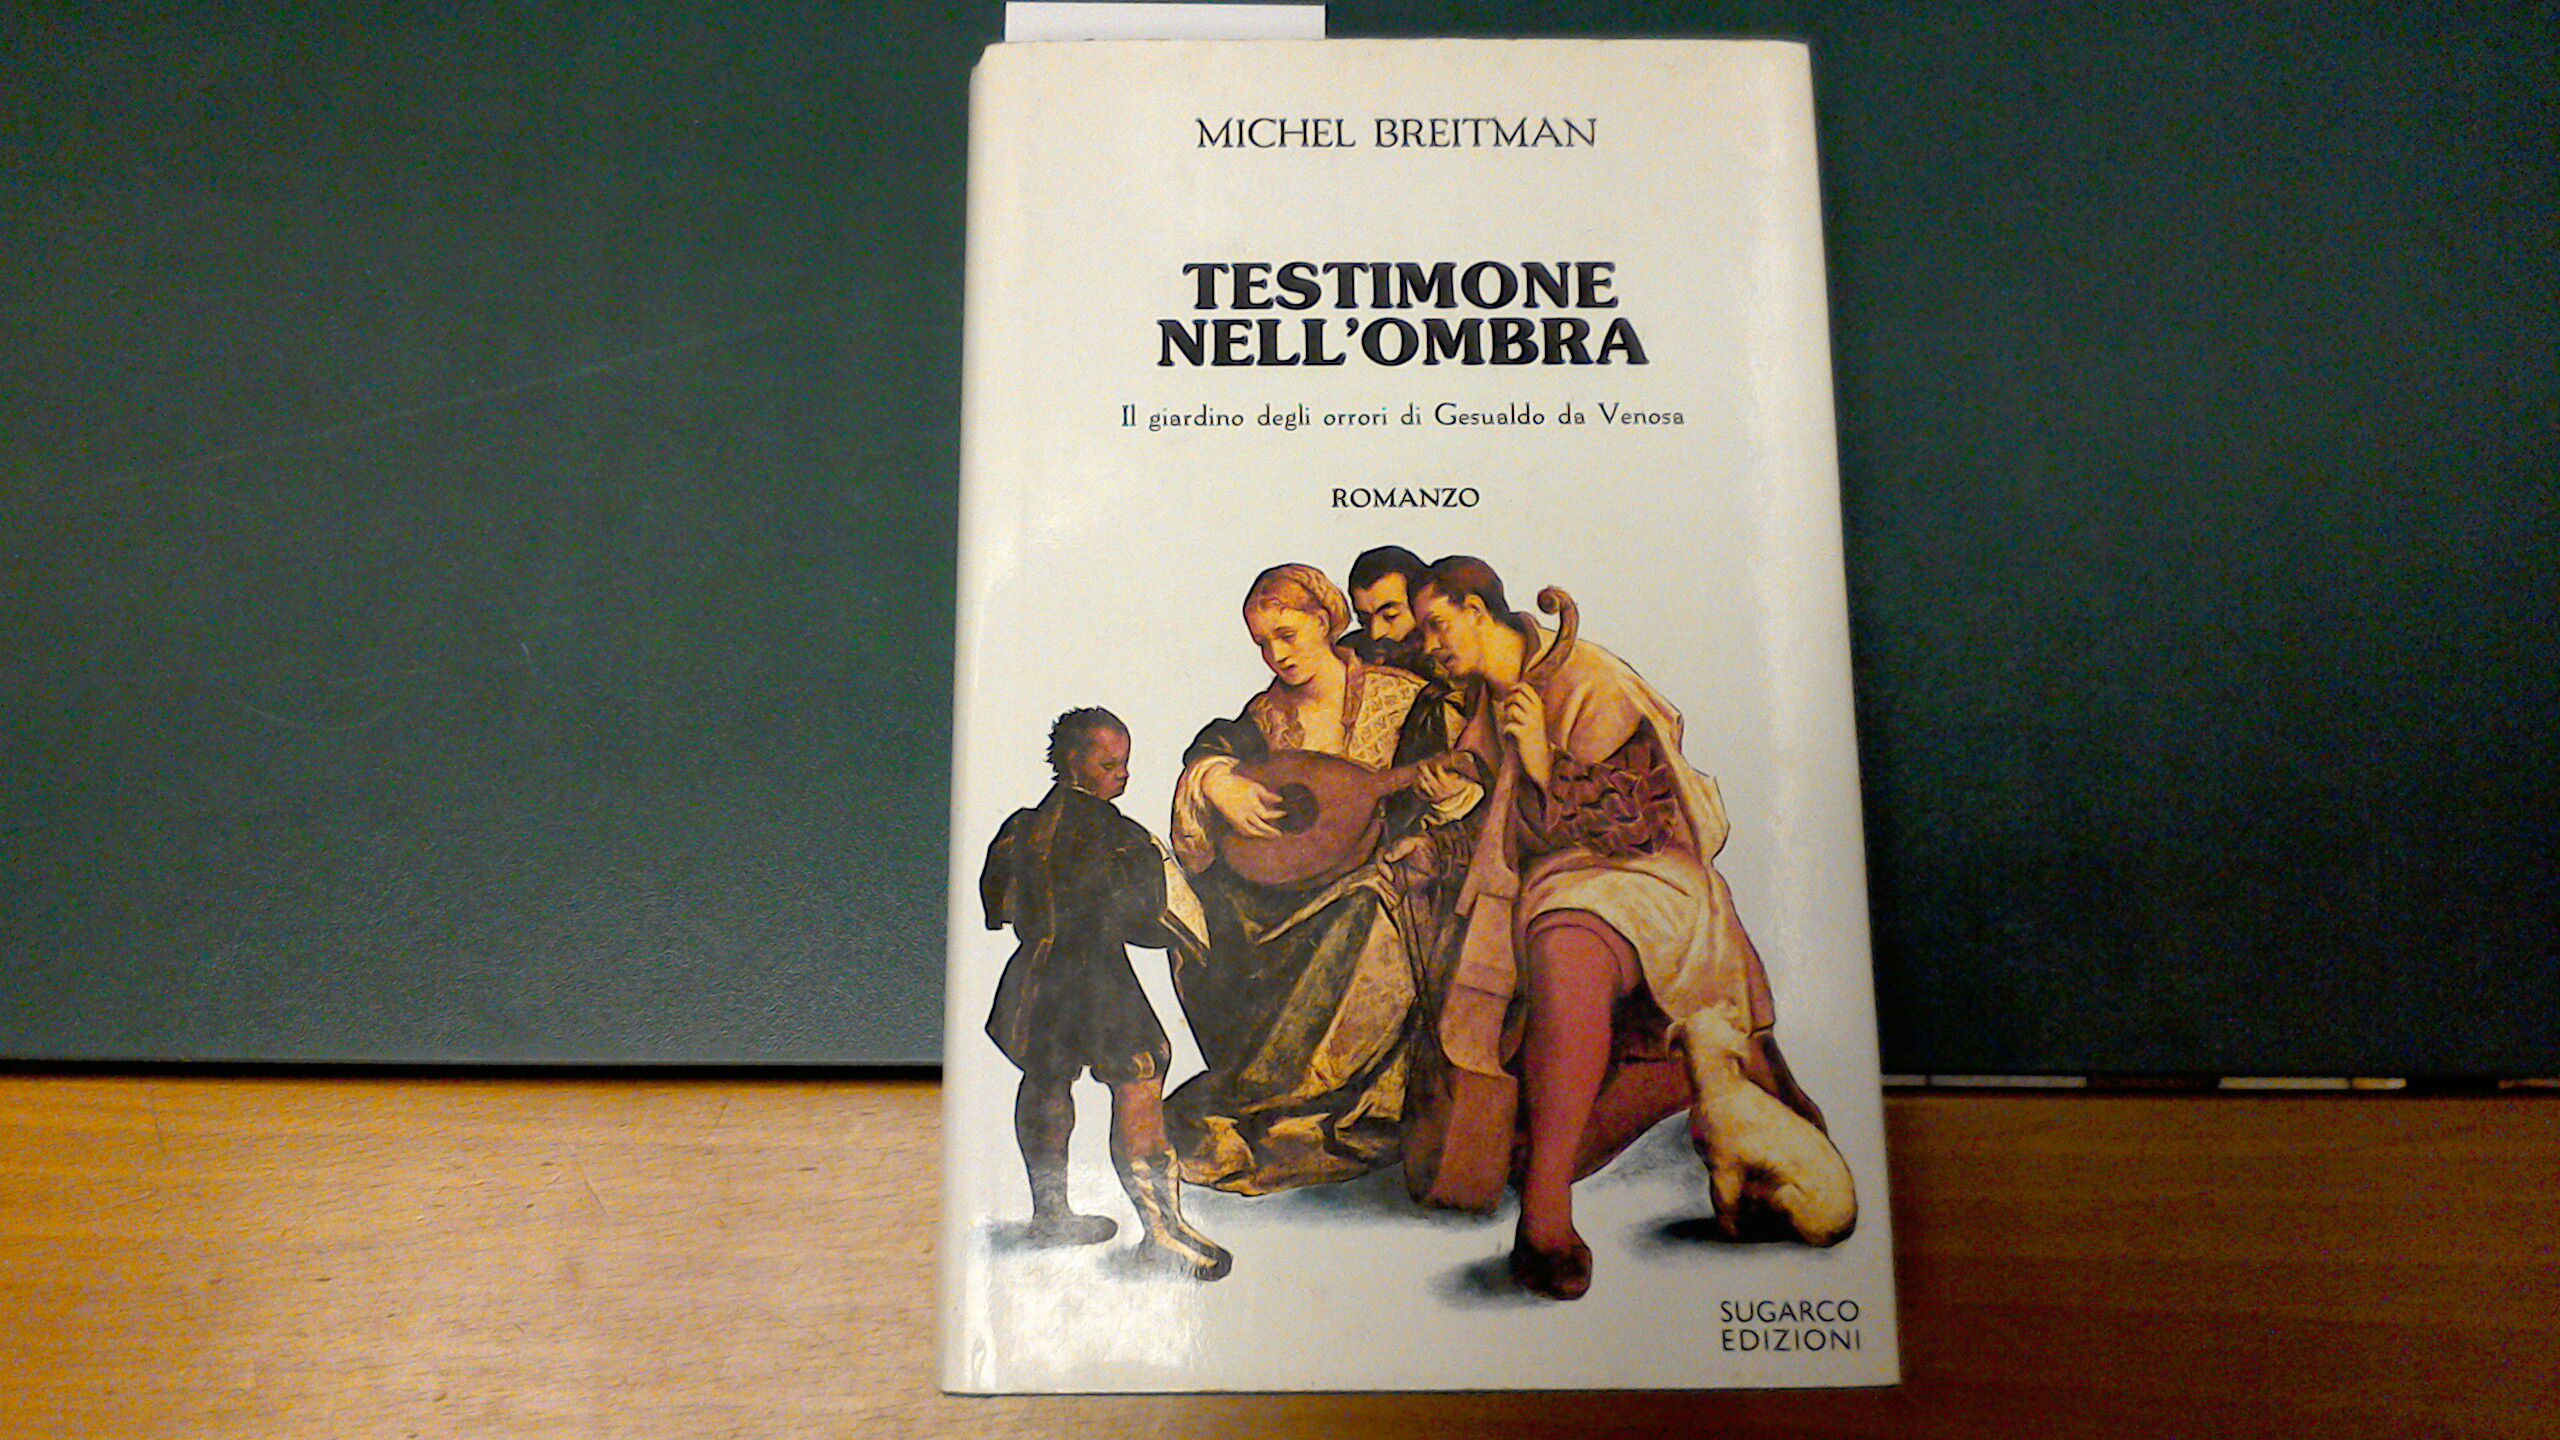 MICHEL BREITMAN
TESTIMONE
NELL'OMBRA
Il giardino degli orrori di Gesualdo da Venosa
ROMANZO
SUGARCO
EDIZIONI